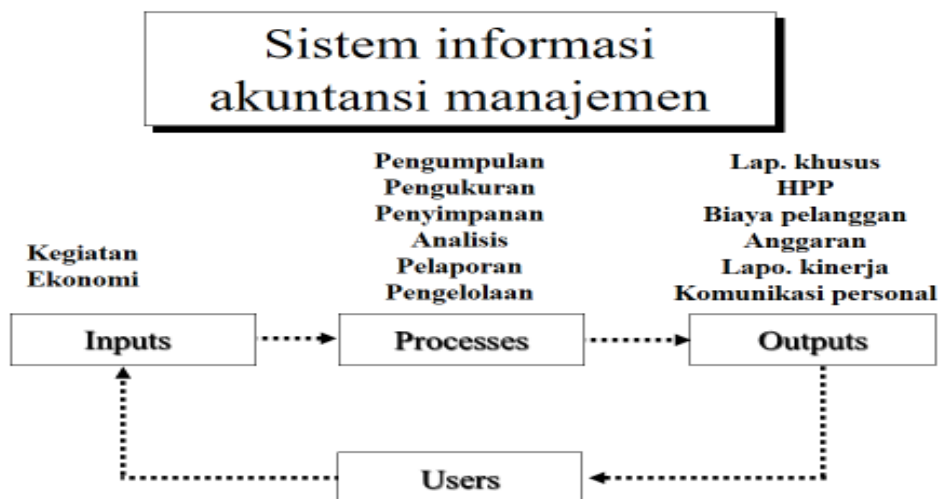 Sistem informasi
akuntansi manajemen
Kegiatan
Ekonomi
Pengumpulan
Pengukuran
Penyimpanan
Analisis
Pelaporan
Pengelolaan
Lap. khusus
HPP
Biaya pelanggan
Anggaran
Lapo. kinerja
Komunikasi personal
Inputs
Processes
Outputs
Users